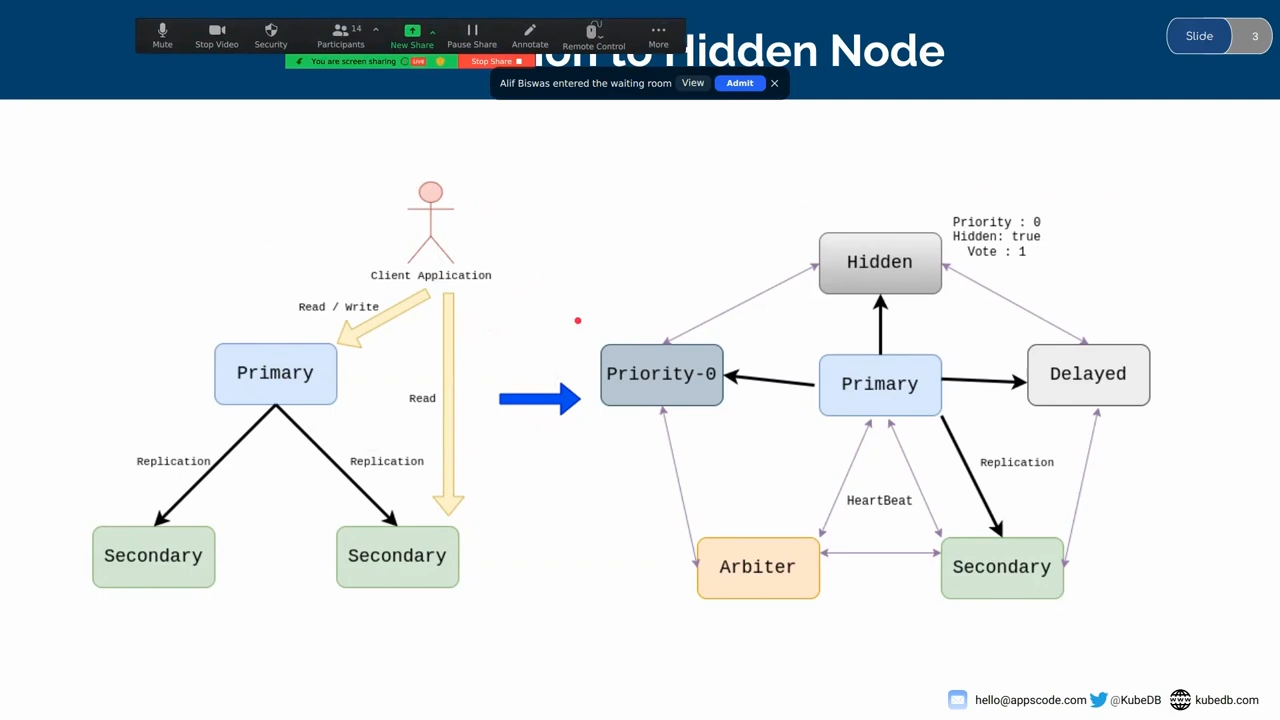 Mute
Stop Video
Security
Participants
14
New Share
Pause Share
Annotate
Remote Control
More
You are screen sharing
LIVE
Stop Share
to Hidden Node
Slide
3
Alif Biswas entered the waiting room
View
Admit
Client Application
Read / Write
Primary
Read
Replication
Replication
Secondary
Secondary
Priority : 0
Hidden: true
Vote : 1
Hidden
Priority-0
Primary
Delayed
Replication
HeartBeat
Arbiter
Secondary
hello@appscode.com
@KubeDB
kubedb.com